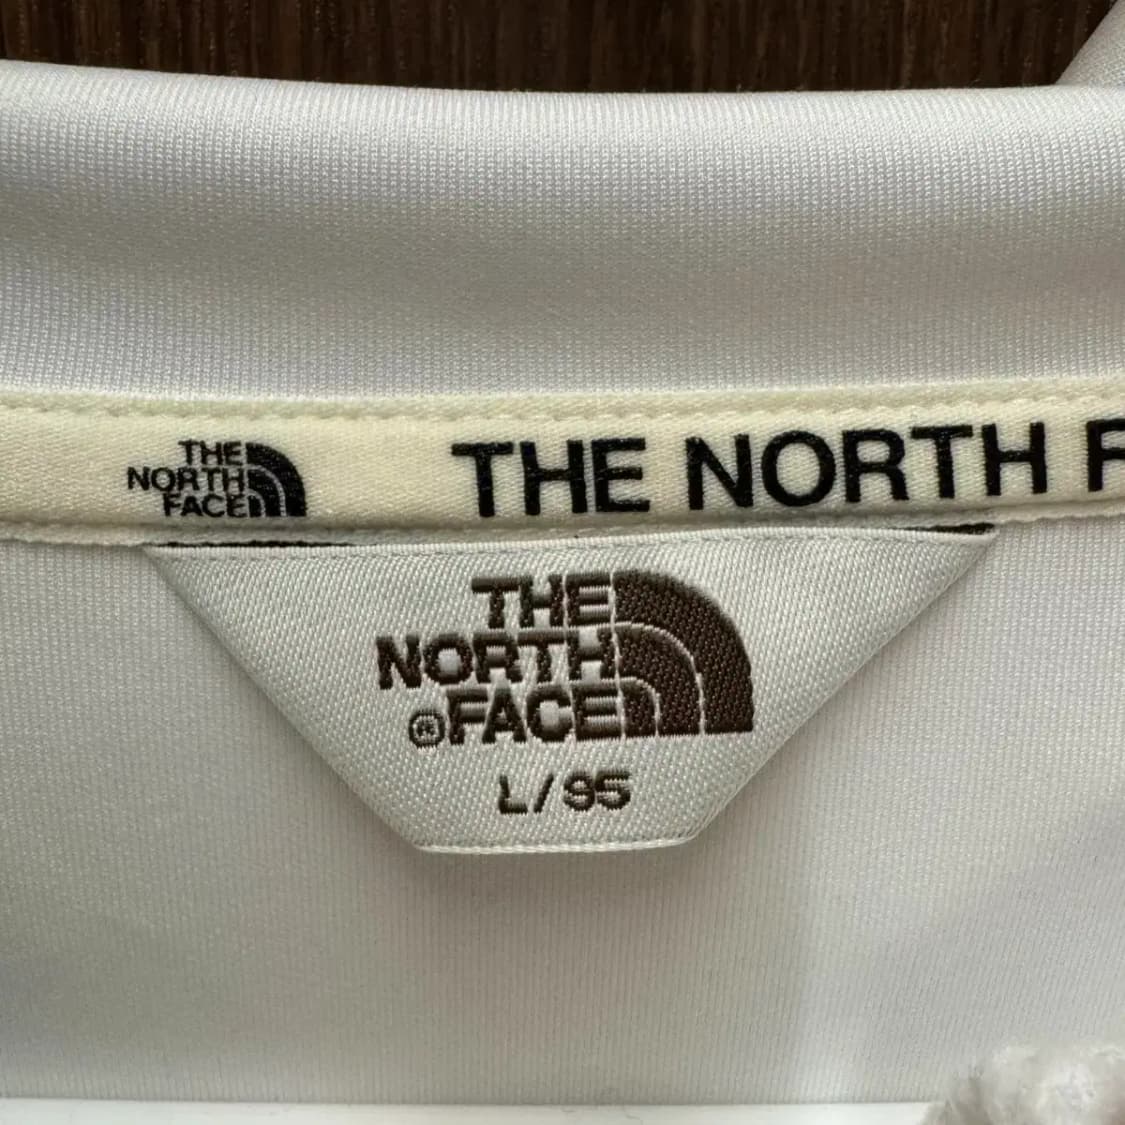 THE
NORTH
FACE
THE NORTH F
THE
NORTH
®FACE
L/95